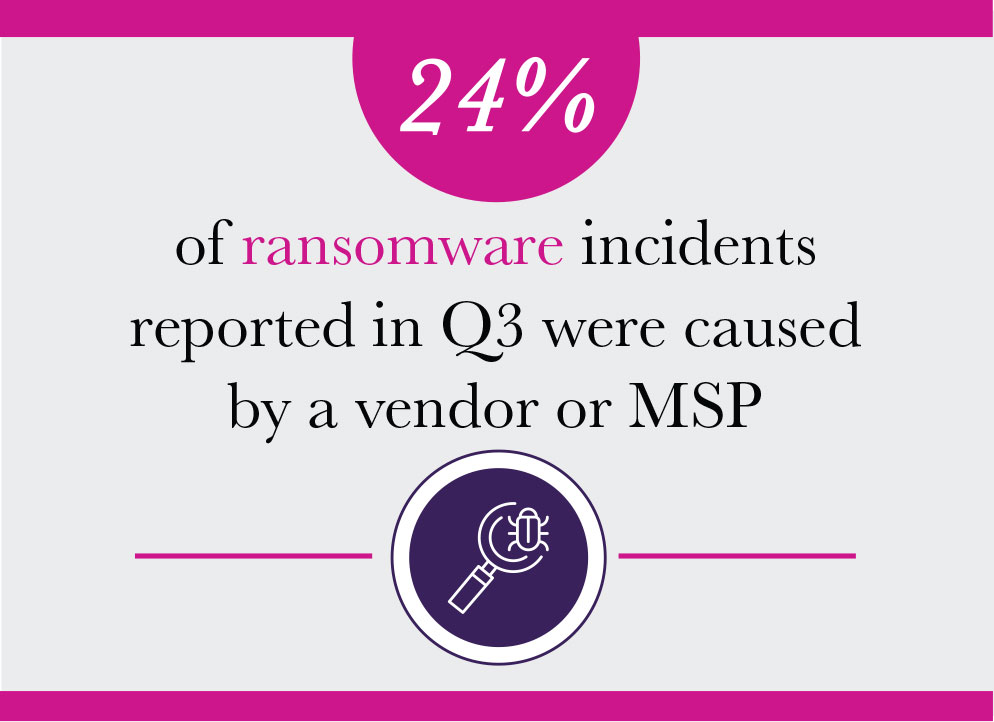 24%
of ransomware incidents
reported in Q3 were caused
by a vendor or MSP